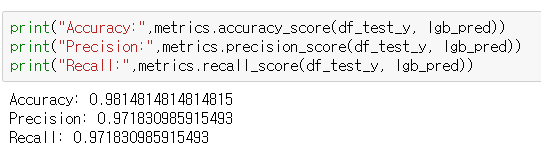 print("Accuracy:",metrics.accuracy_score(df_test_y, lgb_pred))
print("Precision:",metrics.precision_score(df_test_y, lgb_pred))
print("Recall:",metrics.recall_score(df_test_y, lgb_pred))
Accuracy: 0.9814814814814815
Precision: 0.971830985915493
Recall: 0.971830985915493